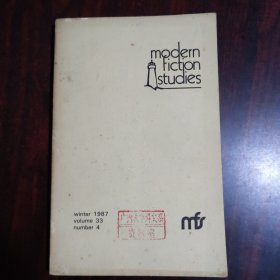 modern
fiction
studies
winter 1987
volume 33
number 4
mfs